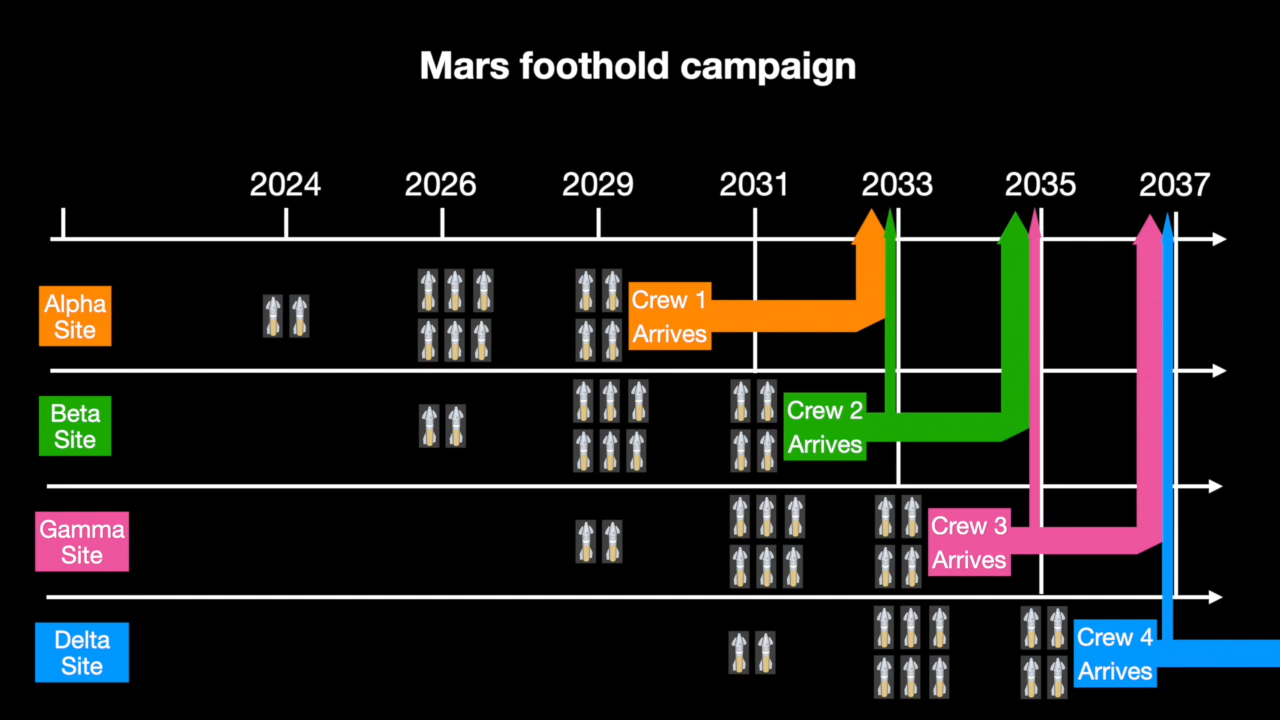 Mars foothold campaign
2024 2026 2029 2031 2033 2035 2037
Alpha
Site
Crew 1
Arrives
Beta
Site
Crew 2
Arrives
Gamma
Site
Crew 3
Arrives
Delta
Site
Crew 4
Arrives